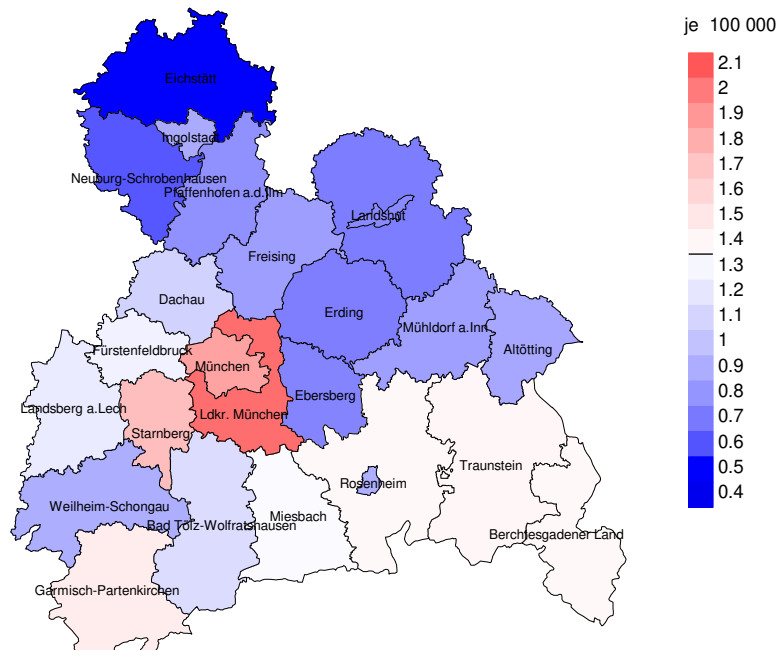 je 100 000
2.1
2
1.9
1.8
1.7
1.6
1.5
1.4
1.3
1.2
1.1
1
0.9
0.8
0.7
0.6
0.5
0.4
Eichstätt
Ingolstadt
Neuburg-Schrobenhausen
Pfaffenhofen a.d.Ilm
Landshut
Freising
Dachau
Erding
Mühldorf a.Inn
Altötting
Fürstenfeldbruck
München
Ebersberg
Landsberg a.Lech
Ldkr. München
Starnberg
Traunstein
Rosenheim
Weilheim-Schongau
Miesbach
Bad Tölz-Wolfratshausen
Berchtesgadener Land
Garmisch-Partenkirchen